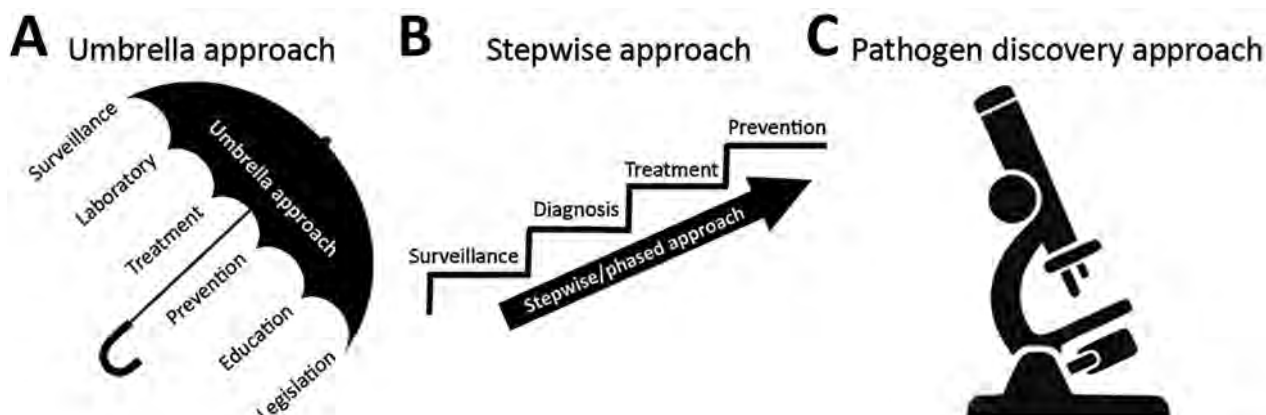 A Umbrella approach
Surveillance
Laboratory
Treatment
Prevention
Education
Legislation
Umbrella approach
B Stepwise approach
Surveillance
Diagnosis
Treatment
Prevention
Stepwise/phased approach
C Pathogen discovery approach